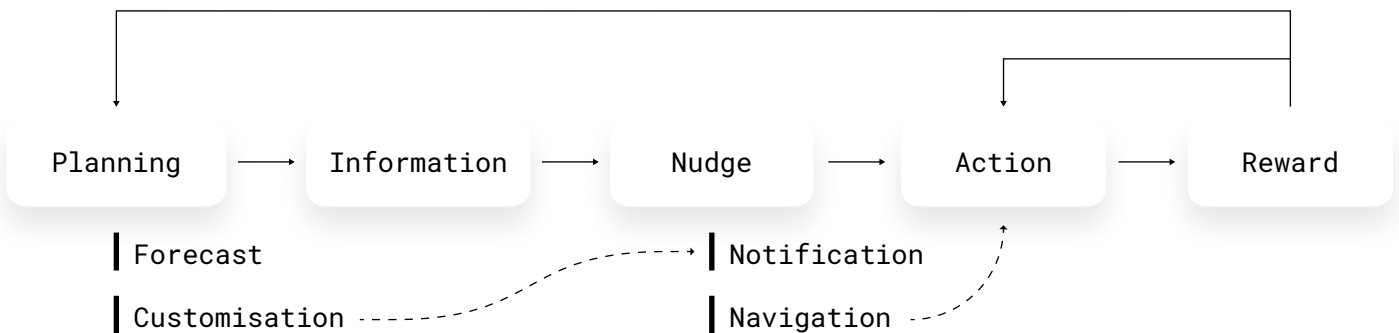 Planning
Information
Nudge
Action
Reward
Forecast
Notification
Customisation
Navigation